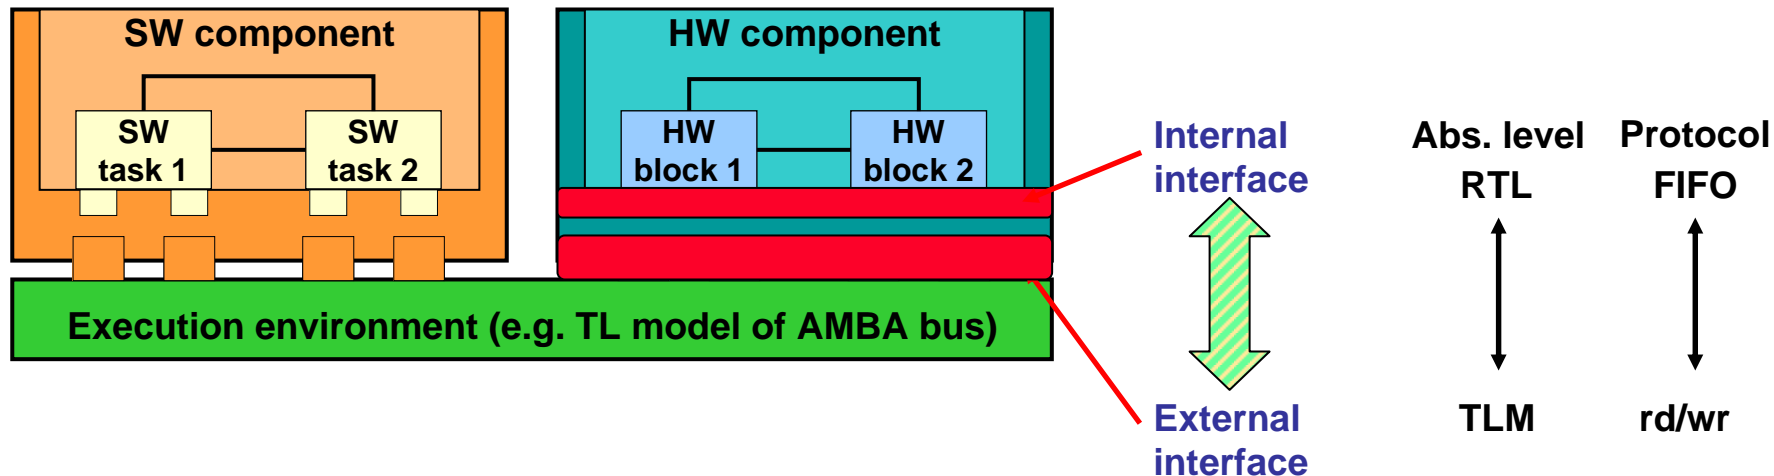 SW component
SW
task 1
SW
task 2
HW component
HW
block 1
HW
block 2
Execution environment (e.g. TL model of AMBA bus)
Internal
interface
External
interface
Abs. level
RTL
TLM
Protocol
FIFO
rd/wr